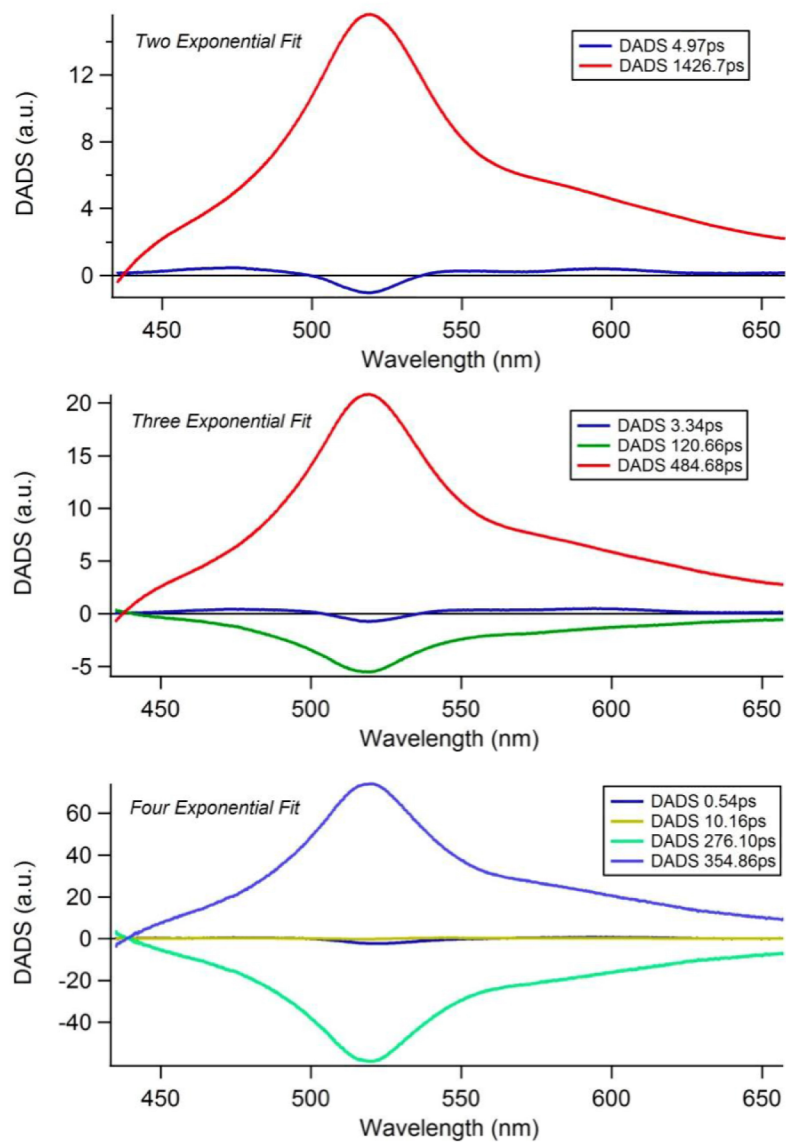 Two Exponential Fit
DADS 4.97ps
DADS 1426.7ps
DADS (a.u.)
12
8
4
0
450
500
550
600
650
Wavelength (nm)
Three Exponential Fit
DADS 3.34ps
DADS 120.66ps
DADS 484.68ps
DADS (a.u.)
20
15
10
5
0
-5
450
500
550
600
650
Wavelength (nm)
Four Exponential Fit
DADS 0.54ps
DADS 10.16ps
DADS 276.10ps
DADS 354.86ps
DADS (a.u.)
60
40
20
0
-20
-40
450
500
550
600
650
Wavelength (nm)